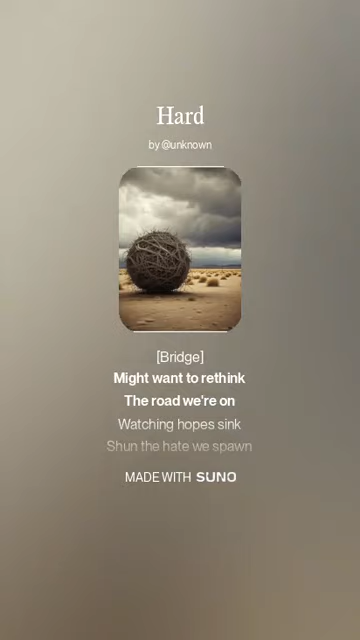 Hard
by @unknown
[Bridge]
Might want to rethink
The road we're on
Watching hopes sink
Shun the hate we spawn
MADE WITH SUNO